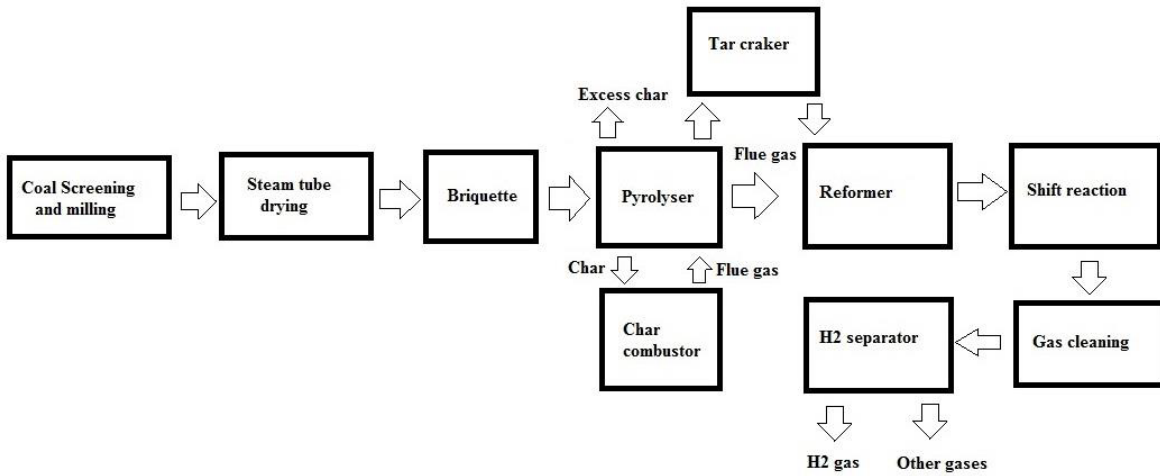 Tar craker
Excess char
Flue gas
Coal Screening
and milling
Steam tube
drying
Briquette
Pyrolyser
Reformer
Shift reaction
Char
Flue gas
Char
combustor
H2 separator
Gas cleaning
H2 gas
Other gases